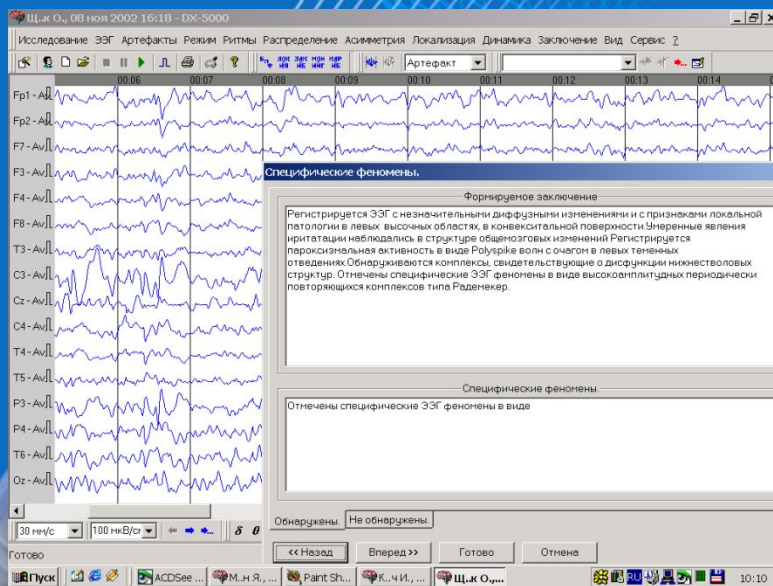 Щ..к О., 08 ноя 2002 16:18 - DX-5000
Исследование ЭЭГ Артефакты Режим Ритмы Распределение Асимметрия Локализация Динамика Заключение Вид Сервис ?
Артефакт
00:06 00:07 00:08 00:09 00:10 00:11 00:12 00:13 00:14
Fp1 - Av
Fp2 - Av
F7 - Av
F3 - Av
F4 - Av
F8 - Av
T3 - Av
C3 - Av
Cz - Av
C4 - Av
T4 - Av
T5 - Av
P3 - Av
P4 - Av
T6 - Av
Oz - Av
Специфические феномены.
Формируемое заключение
Регистрируется ЭЭГ с незначительными диффузными изменениями и с признаками локальной
патологии в левых височных областях, в конвекситальной поверхности.Умеренные явления
иритатации наблюдались в структуре общемозговых изменений Регистрируется
пароксизмальная активность в виде Polyspike волн с очагом в левых теменных
отведениях.Обнаруживаются комплексы, свидетельствующие о дисфункции нижнестволовых
структур. Отмечены специфические ЭЭГ феномены в виде высокоамплитудных периодически
повторяющихся комплексов типа Радемекер.
Специфические феномены.
Отмечены специфические ЭЭГ феномены в виде
Обнаружены. Не обнаружены.
<< Назад Вперед >> Готово Отмена
30 мм/с 100 мкВ/см δ θ
Готово
Пуск ACDSee ... М..н Я., ... Paint Sh... К..ч И., ... Щ..к О.,... RU 10:10